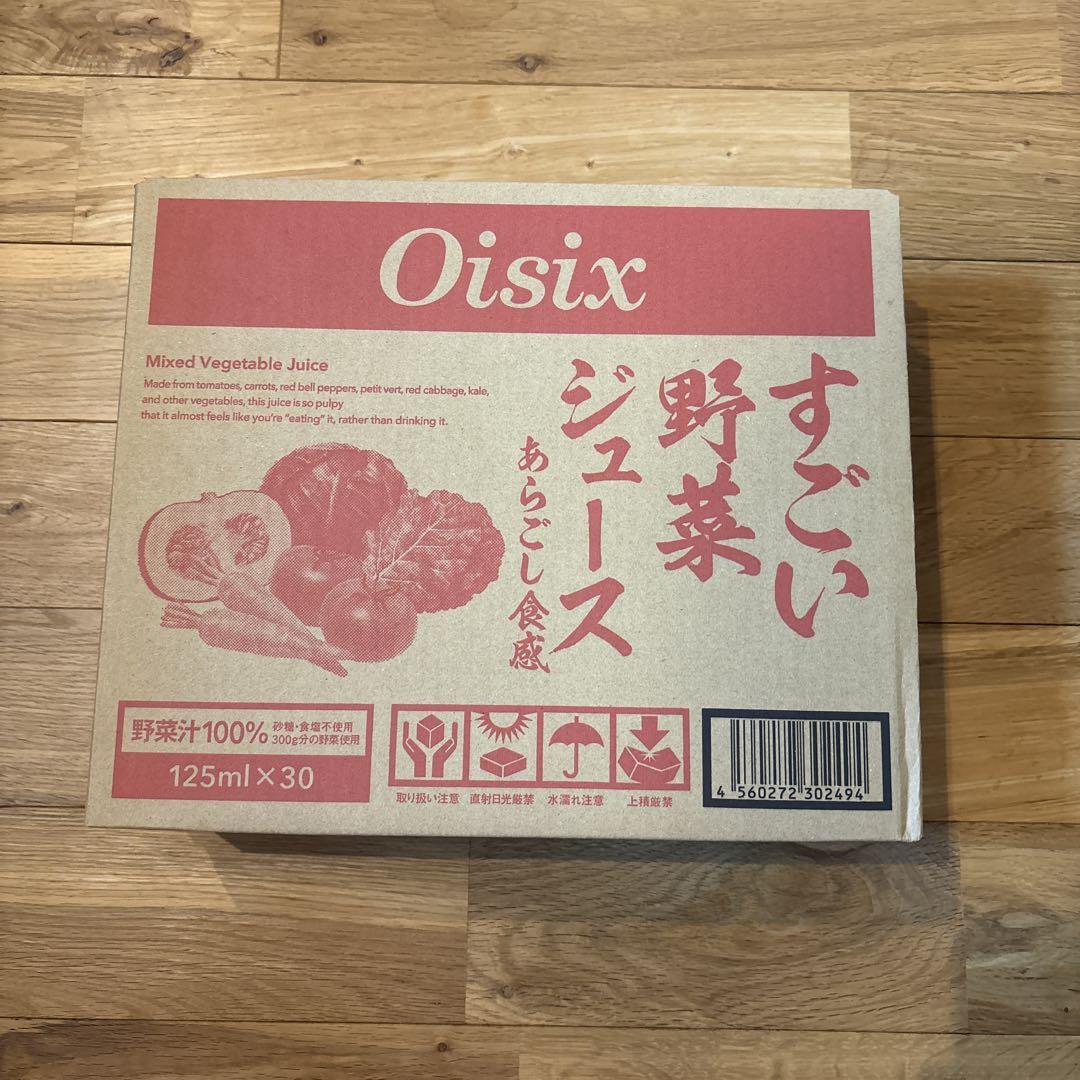 Oisix
Mixed Vegetable Juice
Made from tomatoes, carrots, red bell peppers, petit vert, red cabbage, kale,
and other vegetables, this juice is so pulpy
that it almost feels like you're "eating" it, rather than drinking it.
すごい
野菜
ジュース
あらごし食感
野菜汁100%
砂糖・食塩不使用
300g分の野菜使用
125ml×30
取り扱い注意
直射日光厳禁
水濡れ注意
上積厳禁
4 560272 302494